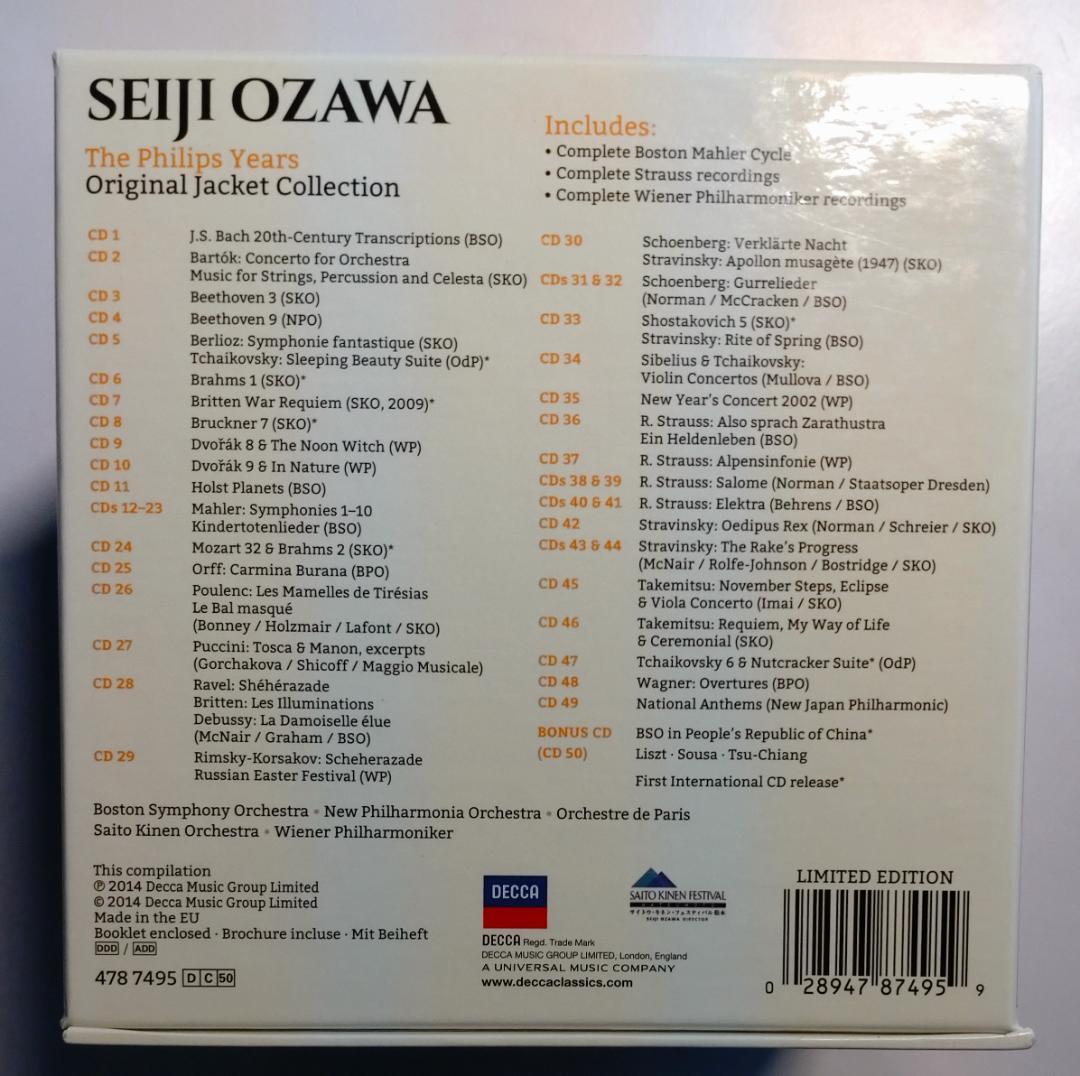 SEIJI OZAWA
The Philips Years
Original Jacket Collection
Includes:
• Complete Boston Mahler Cycle
• Complete Strauss recordings
• Complete Wiener Philharmoniker recordings
CD 1 J.S. Bach 20th-Century Transcriptions (BSO)
CD 2 Bartók: Concerto for Orchestra
Music for Strings, Percussion and Celesta (SKO)
CD 3 Beethoven 3 (SKO)
CD 4 Beethoven 9 (NPO)
CD 5 Berlioz: Symphonie fantastique (SKO)
Tchaikovsky: Sleeping Beauty Suite (OdP)*
CD 6 Brahms 1 (SKO)*
CD 7 Britten War Requiem (SKO, 2009)*
CD 8 Bruckner 7 (SKO)*
CD 9 Dvořák 8 & The Noon Witch (WP)
CD 10 Dvořák 9 & In Nature (WP)
CD 11 Holst Planets (BSO)
CDs 12–23 Mahler: Symphonies 1–10
Kindertotenlieder (BSO)
CD 24 Mozart 32 & Brahms 2 (SKO)*
CD 25 Orff: Carmina Burana (BPO)
CD 26 Poulenc: Les Mamelles de Tirésias
Le Bal masqué
(Bonney / Holzmair / Lafont / SKO)
CD 27 Puccini: Tosca & Manon, excerpts
(Gorchakova / Shicoff / Maggio Musicale)
CD 28 Ravel: Shéhérazade
Britten: Les Illuminations
Debussy: La Damoiselle élue
(McNair / Graham / BSO)
CD 29 Rimsky-Korsakov: Scheherazade
Russian Easter Festival (WP)
CD 30 Schoenberg: Verklärte Nacht
Stravinsky: Apollon musagète (1947) (SKO)
CDs 31 & 32 Schoenberg: Gurrelieder
(Norman / McCracken / BSO)
CD 33 Shostakovich 5 (SKO)*
Stravinsky: Rite of Spring (BSO)
CD 34 Sibelius & Tchaikovsky:
Violin Concertos (Mullova / BSO)
CD 35 New Year's Concert 2002 (WP)
CD 36 R. Strauss: Also sprach Zarathustra
Ein Heldenleben (BSO)
CD 37 R. Strauss: Alpensinfonie (WP)
CDs 38 & 39 R. Strauss: Salome (Norman / Staatsoper Dresden)
CDs 40 & 41 R. Strauss: Elektra (Behrens / BSO)
CD 42 Stravinsky: Oedipus Rex (Norman / Schreier / SKO)
CDs 43 & 44 Stravinsky: The Rake's Progress
(McNair / Rolfe-Johnson / Bostridge / SKO)
CD 45 Takemitsu: November Steps, Eclipse
& Viola Concerto (Imai / SKO)
CD 46 Takemitsu: Requiem, My Way of Life
& Ceremonial (SKO)
CD 47 Tchaikovsky 6 & Nutcracker Suite* (OdP)
CD 48 Wagner: Overtures (BPO)
CD 49 National Anthems (New Japan Philharmonic)
BONUS CD BSO in People's Republic of China*
(CD 50) Liszt · Sousa · Tsu-Chiang
First International CD release*
Boston Symphony Orchestra • New Philharmonia Orchestra • Orchestre de Paris
Saito Kinen Orchestra • Wiener Philharmoniker
This compilation
℗ 2014 Decca Music Group Limited
© 2014 Decca Music Group Limited
Made in the EU
Booklet enclosed · Brochure incluse · Mit Beiheft
DDD / ADD
478 7495 D C 50
DECCA
DECCA Regd. Trade Mark
DECCA MUSIC GROUP LIMITED, London, England
A UNIVERSAL MUSIC COMPANY
www.deccaclassics.com
SAITO KINEN FESTIVAL
サイトウ・キネン・フェスティバル松本
SEIJI OZAWA DIRECTOR
LIMITED EDITION
0 28947 87495 9